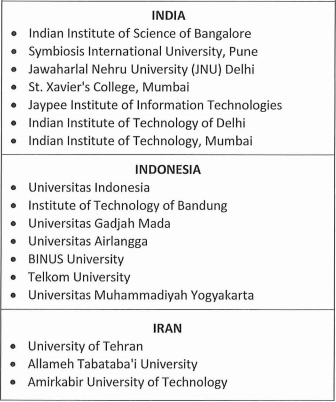 INDIA
• Indian Institute of Science of Bangalore
• Symbiosis International University, Pune
• Jawaharlal Nehru University (JNU) Delhi
• St. Xavier's College, Mumbai
• Jaypee Institute of Information Technologies
• Indian Institute of Technology of Delhi
• Indian Institute of Technology, Mumbai
INDONESIA
• Universitas Indonesia
• Institute of Technology of Bandung
• Universitas Gadjah Mada
• Universitas Airlangga
• BINUS University
• Telkom University
• Universitas Muhammadiyah Yogyakarta
IRAN
• University of Tehran
• Allameh Tabataba'i University
• Amirkabir University of Technology